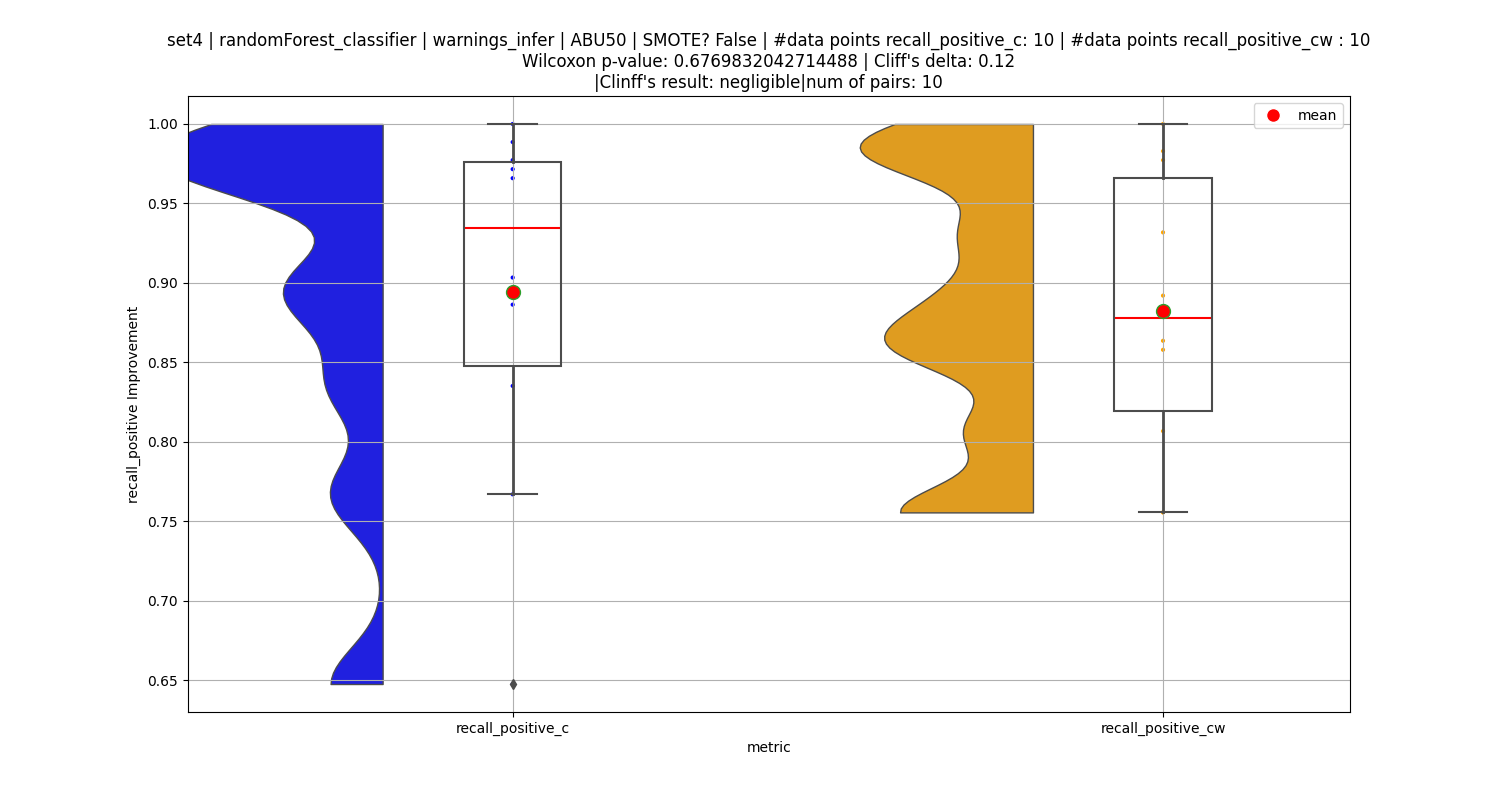 set4 | randomForest_classifier | warnings_infer | ABU50 | SMOTE? False | #data points recall_positive_c: 10 | #data points recall_positive_cw : 10
Wilcoxon p-value: 0.6769832042714488 | Cliff's delta: 0.12
|Clinff's result: negligible|num of pairs: 10
mean
1.00
0.95
0.90
0.85
0.80
0.75
0.70
0.65
recall_positive Improvement
recall_positive_c
recall_positive_cw
metric